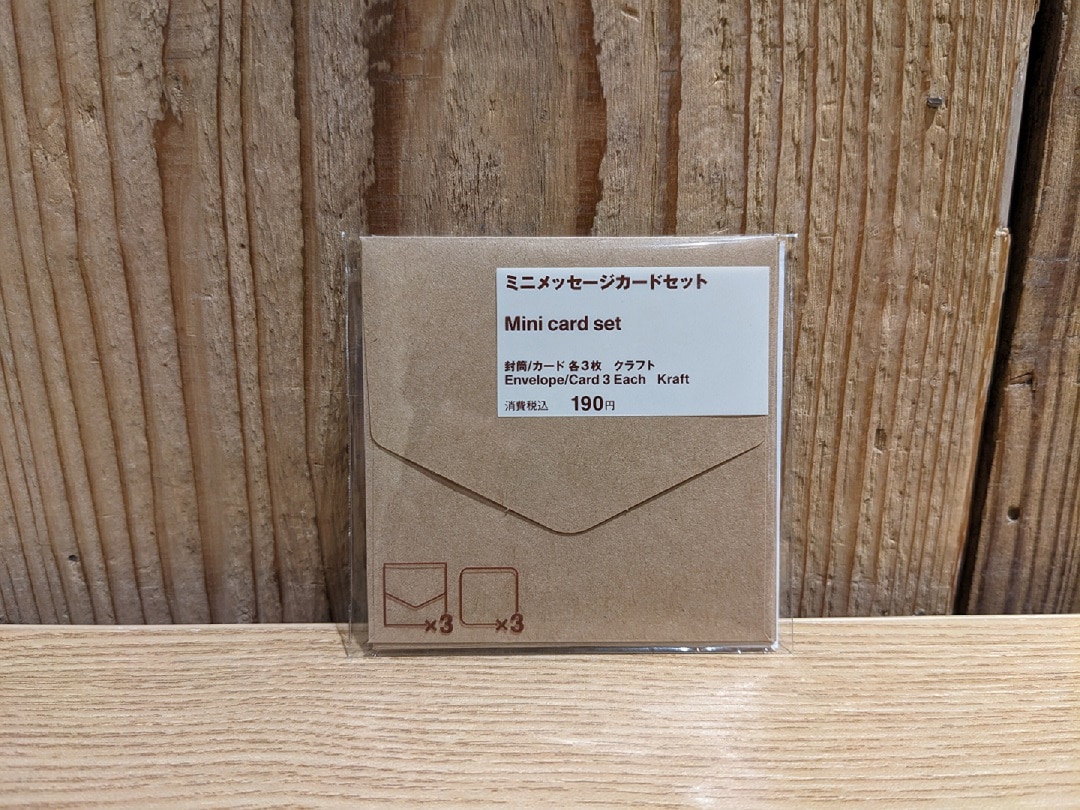 ミニメッセージカードセット
Mini card set
封筒/カード 各3枚　クラフト
Envelope/Card 3 Each Kraft
消費税込 190円
×3 ×3